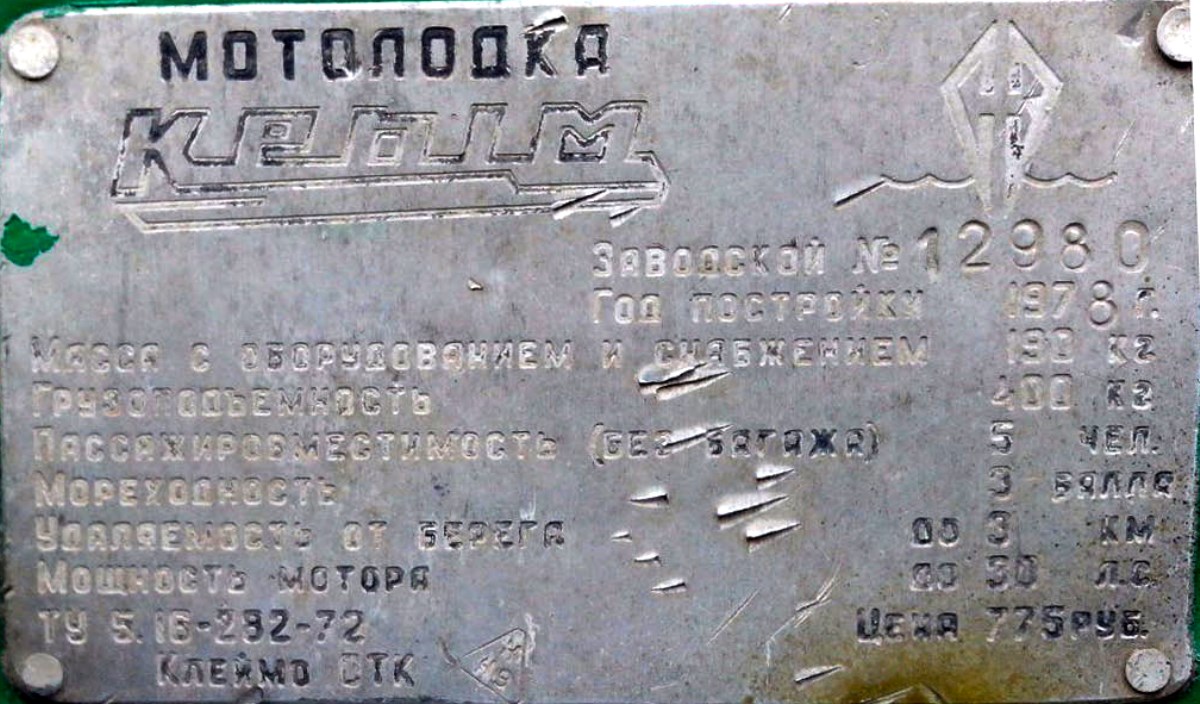 МОТОЛОДКА
Крым
Заводской № 12980
Год постройки 1978 г.
Масса с оборудованием и снабжением 190 кг
Грузоподъемность 400 кг
Пассажировместимость (без багажа) 5 чел.
Мореходность 3 балла
Удаляемость от берега до 3 км
Мощность мотора до 30 л.с.
ТУ 5.16-232-72 Цена 775 руб.
Клеймо ОТК